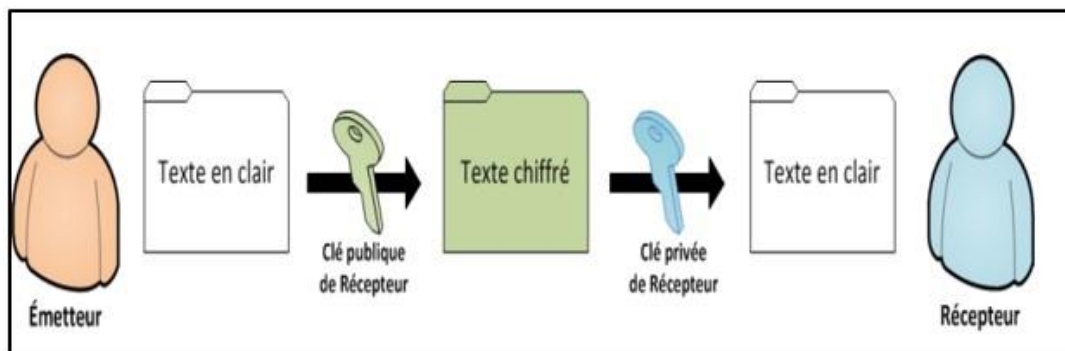 Texte en clair
Texte chiffré
Texte en clair
Clé publique
de Récepteur
Clé privée
de Récepteur
Émetteur
Récepteur